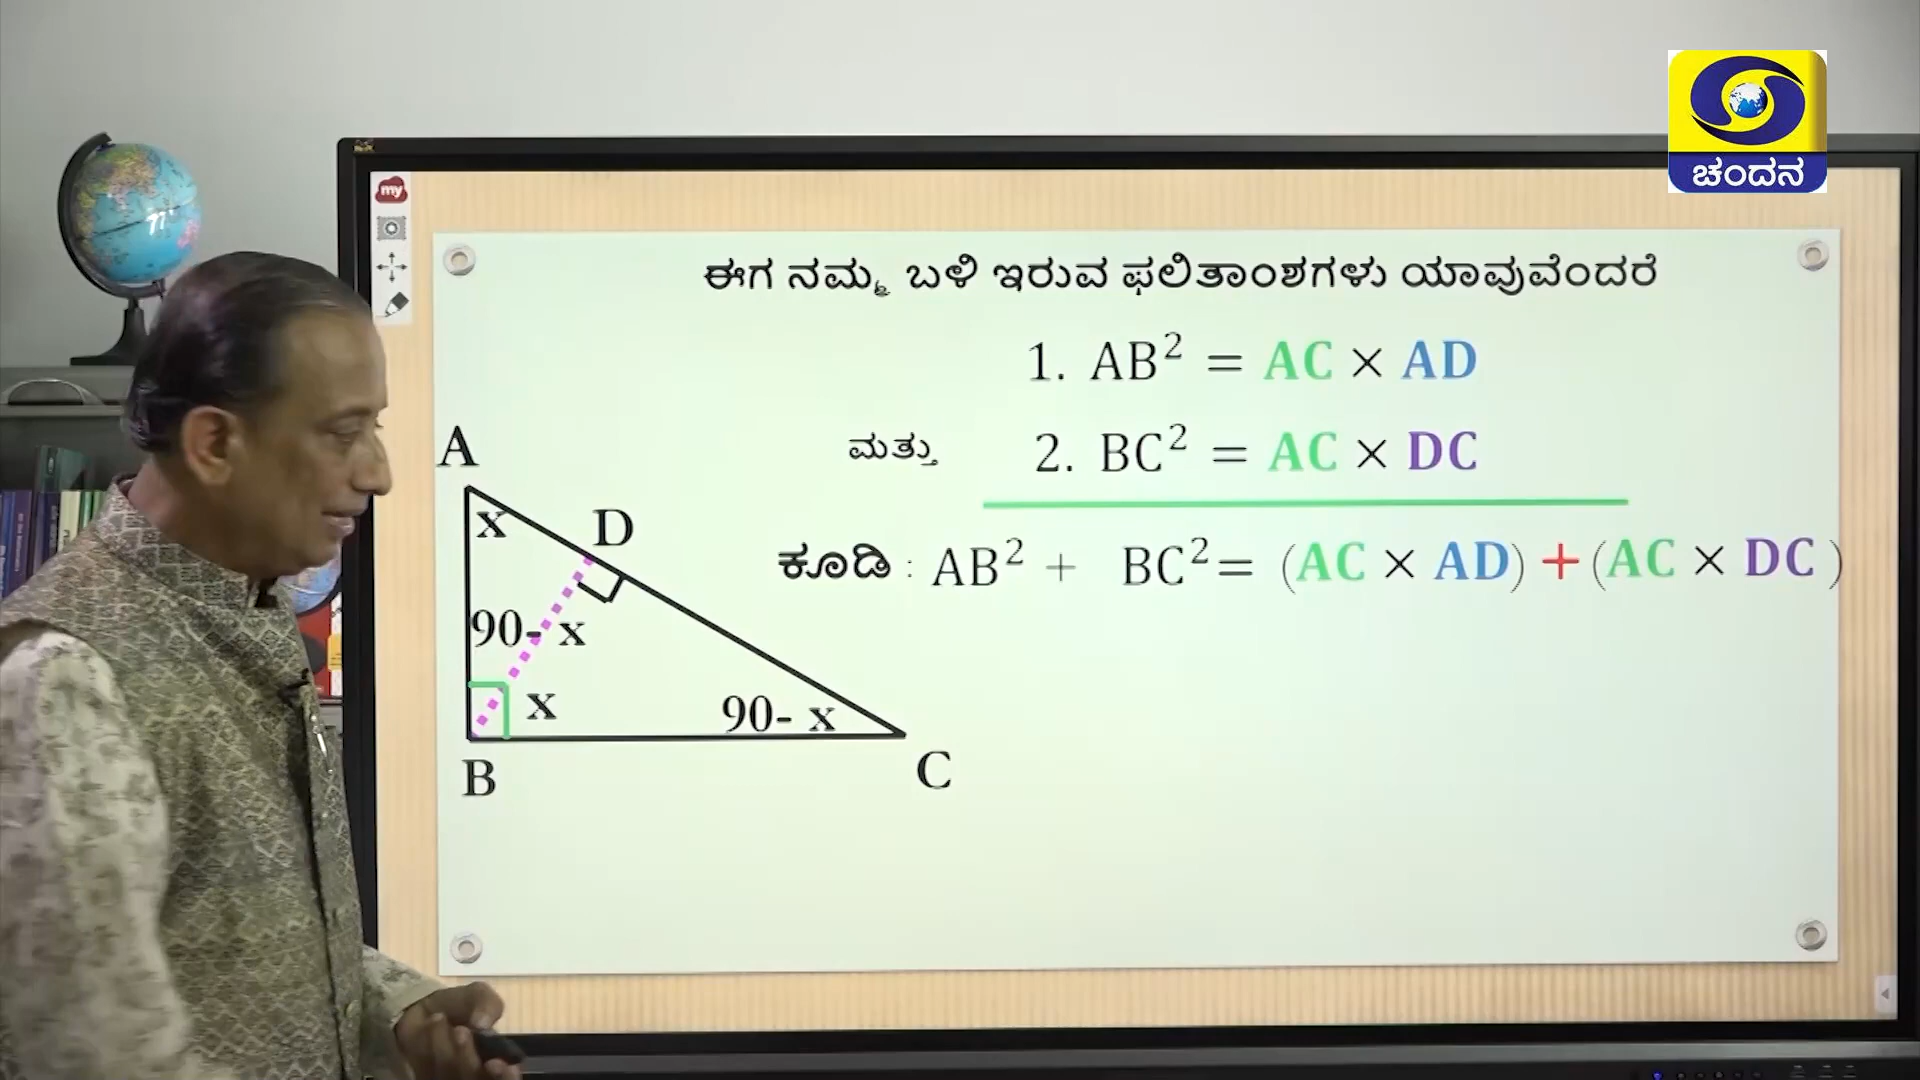 ಚಂದನ
my
ಈಗ ನಮ್ಮ ಬಳಿ ಇರುವ ಫಲಿತಾಂಶಗಳು ಯಾವುವೆಂದರೆ
1. AB² = AC × AD
ಮತ್ತು 2. BC² = AC × DC
ಕೂಡಿ : AB² + BC² = (AC × AD) + (AC × DC )
A
x
D
90- x
x
90- x
B
C